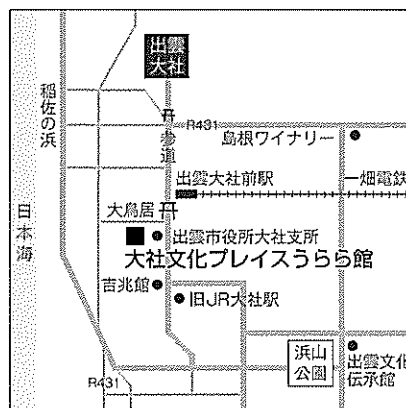 出雲
大社
稲佐の浜
R431
参道
島根ワイナリー
出雲大社前駅
一畑電鉄
大鳥居
日本海
出雲市役所大社支所
大社文化プレイスうらら館
吉兆館
旧JR大社駅
浜山
公園
出雲文化
伝承館
R431